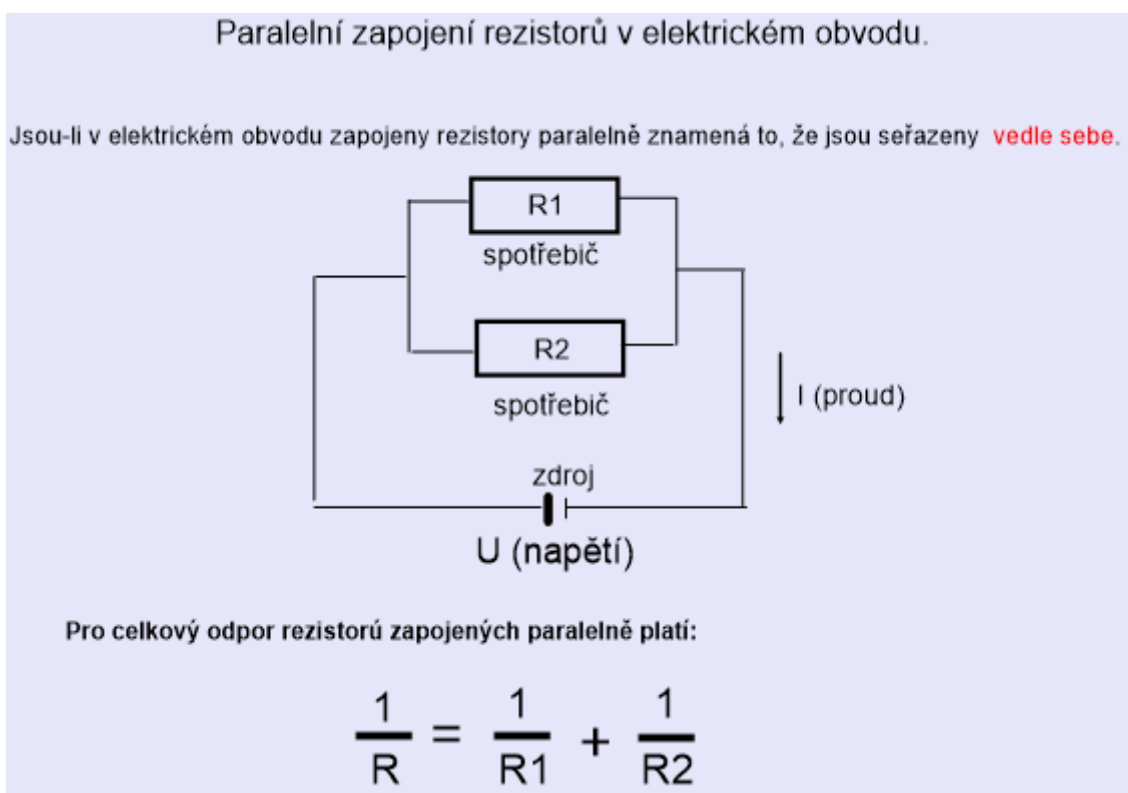 Paralelní zapojení rezistorů v elektrickém obvodu.
Jsou-li v elektrickém obvodu zapojeny rezistory paralelně znamená to, že jsou seřazeny vedle sebe.
R1
spotřebič
R2
spotřebič
I (proud)
zdroj
U (napětí)
Pro celkový odpor rezistorú zapojených paralelně platí:
1/R = 1/R1 + 1/R2